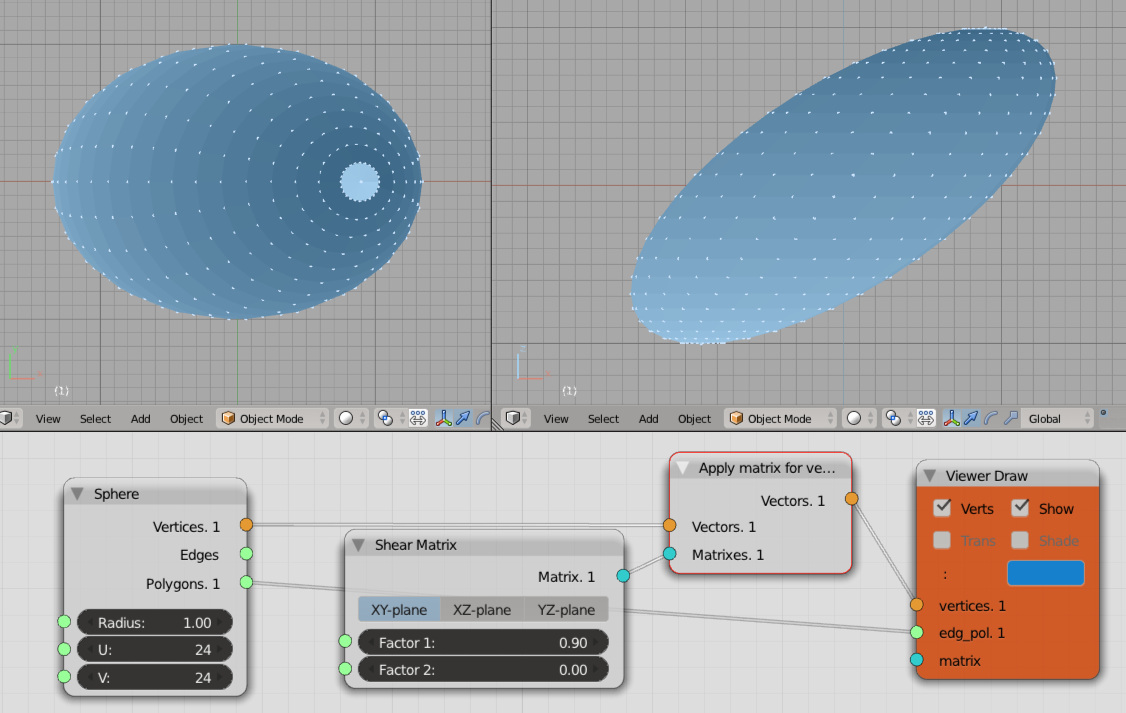 (1)
(1)
View Select Add Object Object Mode
View Select Add Object Object Mode Global
Sphere
Vertices. 1
Edges
Polygons. 1
Radius: 1.00
U: 24
V: 24
Shear Matrix
Matrix. 1
XY-plane XZ-plane YZ-plane
Factor 1: 0.90
Factor 2: 0.00
Apply matrix for ve...
Vectors. 1
Vectors. 1
Matrixes. 1
Viewer Draw
Verts Show
Trans Shade
:
vertices. 1
edg_pol. 1
matrix